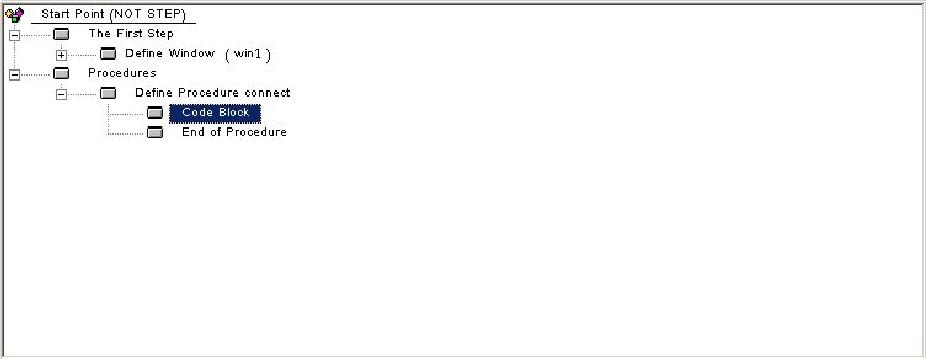 Start Point (NOT STEP)
The First Step
Define Window ( win1 )
Procedures
Define Procedure connect
Code Block
End of Procedure